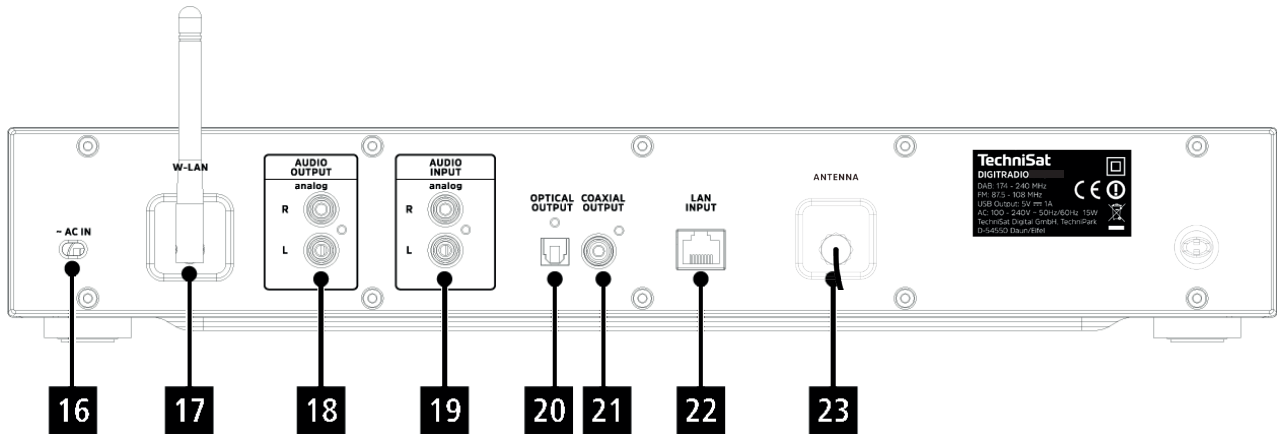 W-LAN
~ AC IN
AUDIO
OUTPUT
analog
R
L
AUDIO
INPUT
analog
R
L
OPTICAL
OUTPUT
COAXIAL
OUTPUT
LAN
INPUT
ANTENNA
TechniSat
DIGITRADIO
DAB: 174 - 240 MHz
FM: 87.5 - 108 MHz
USB Output: 5V ⎓ 1A
AC: 100 - 240V ~ 50Hz/60Hz 15W
TechniSat Digital GmbH, TechniPark
D-54550 Daun/Eifel
CE
16
17
18
19
20
21
22
23